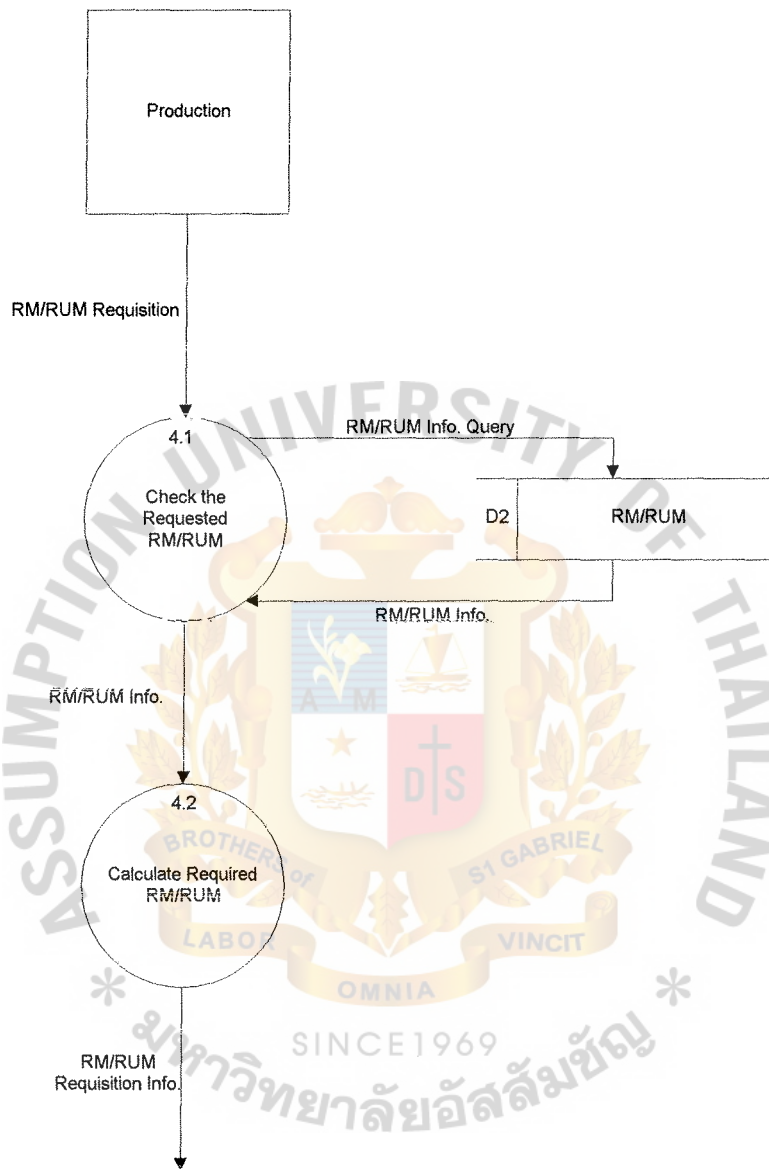 Production
RM/RUM Requisition
4.1
Check the
Requested
RM/RUM
RM/RUM Info. Query
D2
RM/RUM
RM/RUM Info.
RM/RUM Info.
4.2
Calculate Required
RM/RUM
RM/RUM
Requisition Info.
ASSUMPTION UNIVERSITY OF THAILAND
A M
D S
BROTHERS of
S1 GABRIEL
LABOR
OMNIA
VINCIT
SINCE1969
* มหาวิทยาลัยอัสสัมชัญ *